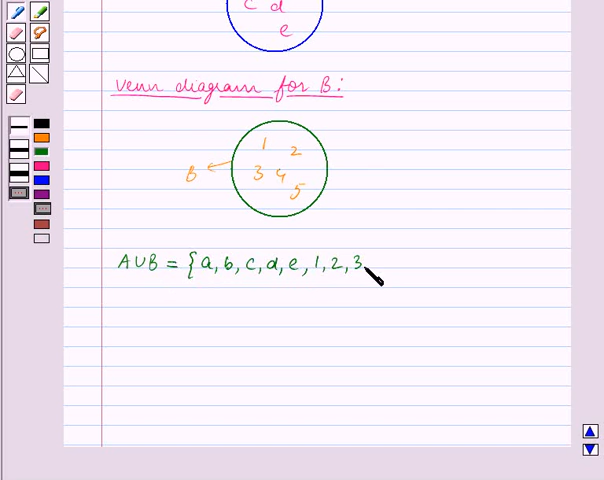 c d
e
Venn diagram for B:
1 2
B 3 4
5
A∪B = {a, b, c, d, e, 1, 2, 3